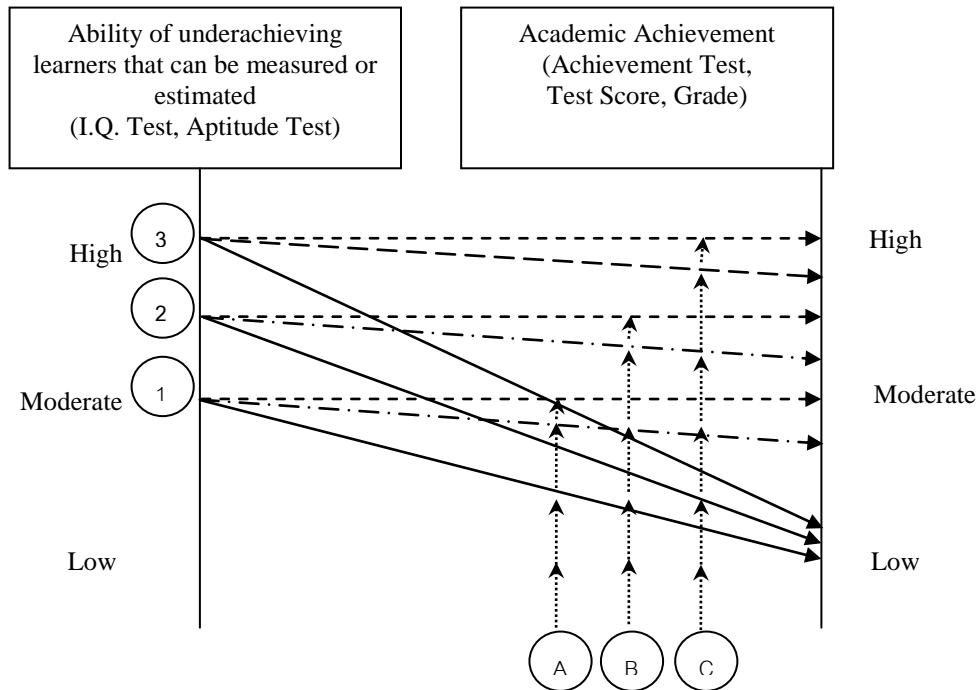 Ability of underachieving
learners that can be measured or
estimated
(I.Q. Test, Aptitude Test)
Academic Achievement
(Achievement Test,
Test Score, Grade)
3
High
High
2
1
Moderate
Moderate
Low
Low
A
B
C